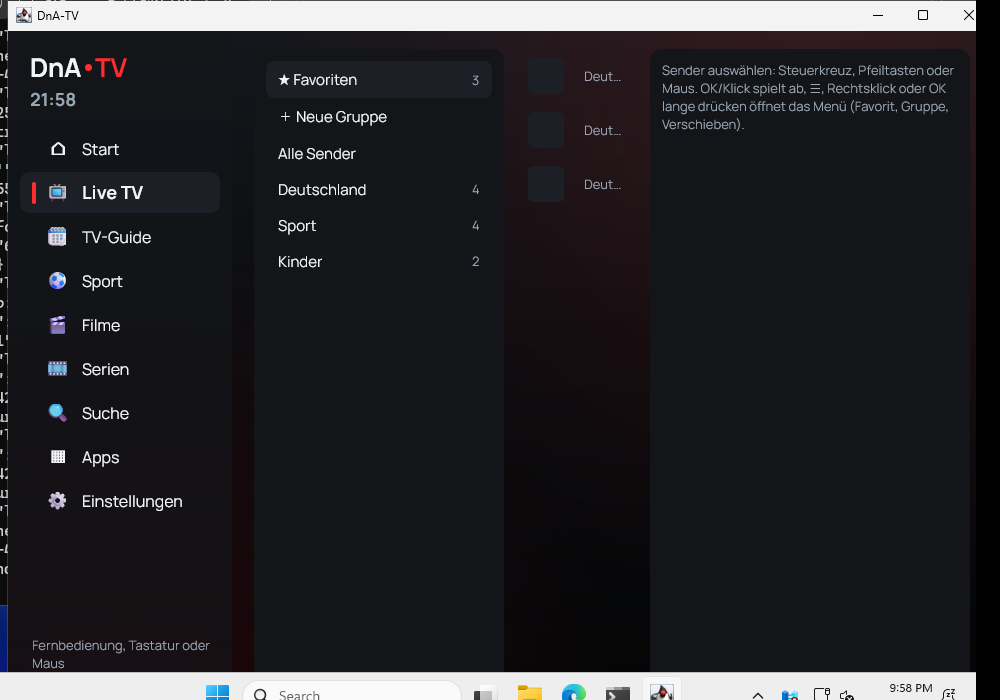 DnA-TV
DnA•TV
21:58
Start
Live TV
TV-Guide
Sport
Filme
Serien
Suche
Apps
Einstellungen
Fernbedienung, Tastatur oder
Maus
★ Favoriten 3
+ Neue Gruppe
Alle Sender
Deutschland 4
Sport 4
Kinder 2
Deut...
Deut...
Deut...
Sender auswählen: Steuerkreuz, Pfeiltasten oder
Maus. OK/Klick spielt ab, ☰, Rechtsklick oder OK
lange drücken öffnet das Menü (Favorit, Gruppe,
Verschieben).
Search
9:58 PM